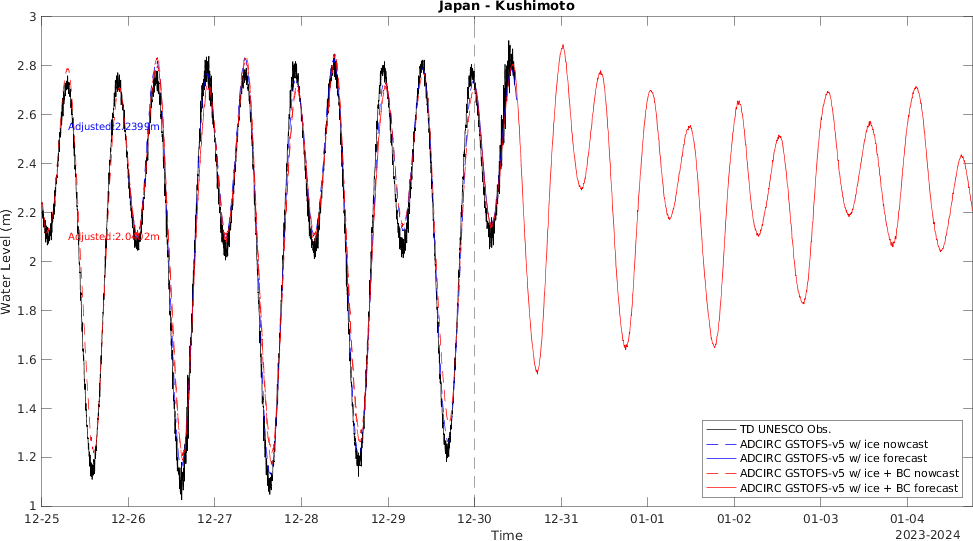 Japan - Kushimoto
3
2.8
2.6
2.4
2.2
2
1.8
1.6
1.4
1.2
1
Water Level (m)
Adjusted:2.2399m
TD UNESCO Obs.
ADCIRC GSTOFS-v5 w/ ice nowcast
ADCIRC GSTOFS-v5 w/ ice forecast
ADCIRC GSTOFS-v5 w/ ice + BC nowcast
ADCIRC GSTOFS-v5 w/ ice + BC forecast
12-25 12-26 12-27 12-28 12-29 12-30 12-31 01-01 01-02 01-03 01-04
Time
2023-2024